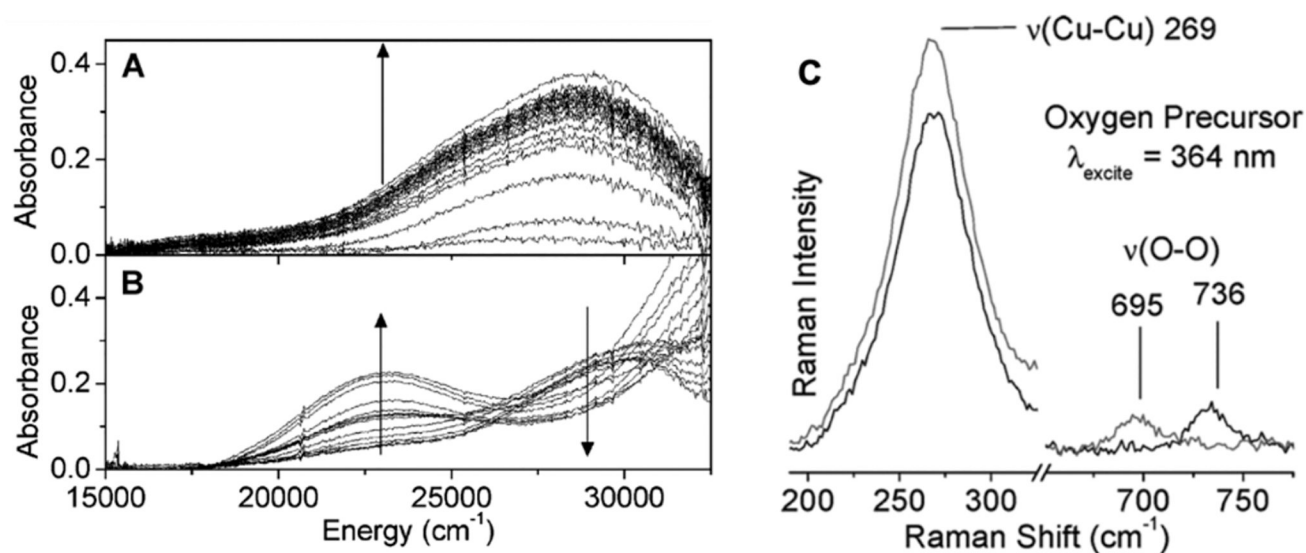 A
0.4
0.2
0.0
Absorbance
B
0.4
0.2
0.0
Absorbance
15000 20000 25000 30000
Energy (cm⁻¹)
C
ν(Cu-Cu) 269
Oxygen Precursor
λexcite = 364 nm
ν(O-O)
695 736
Raman Intensity
200 250 300 700 750
Raman Shift (cm⁻¹)